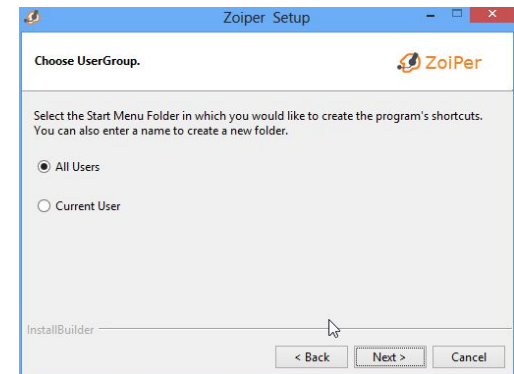 Zoiper Setup
Choose UserGroup.
ZoiPer
Select the Start Menu Folder in which you would like to create the program's shortcuts.
You can also enter a name to create a new folder.
All Users
Current User
InstallBuilder
< Back Next > Cancel